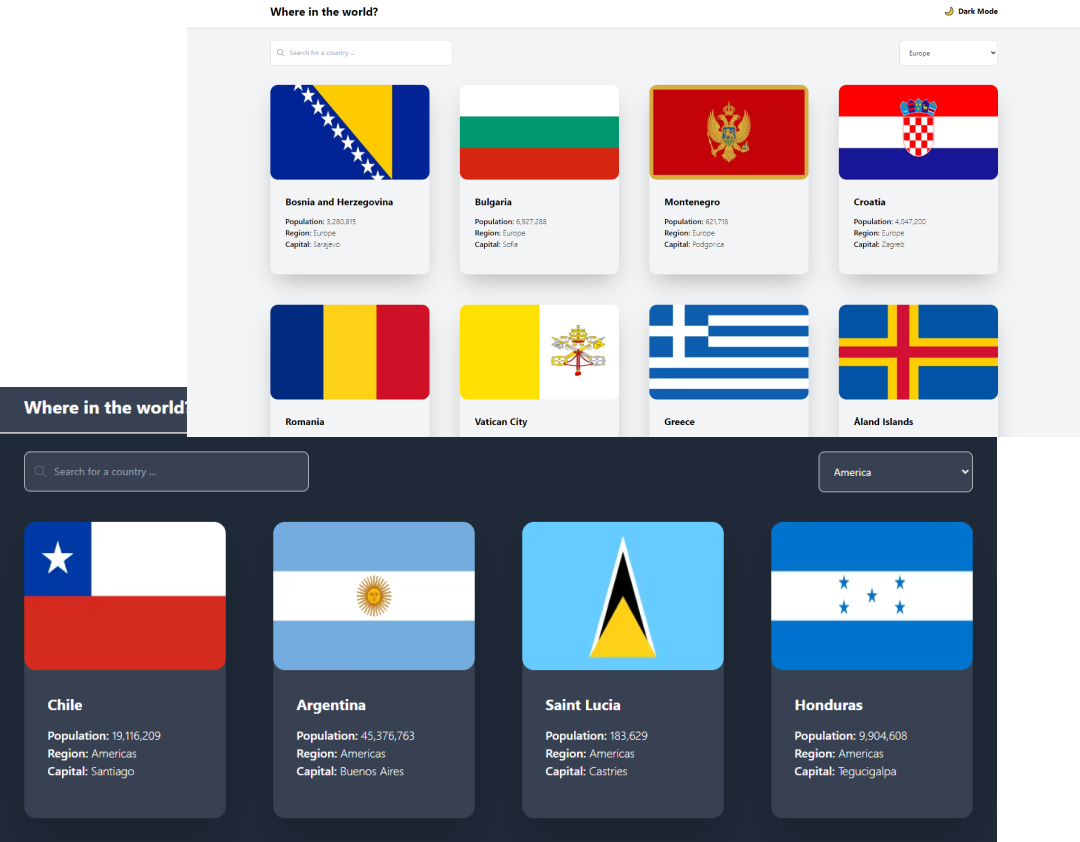 Where in the world?
🌙 Dark Mode
Search for a country ...
Europe
Bosnia and Herzegovina
Population: 3,280,815
Region: Europe
Capital: Sarajevo
Bulgaria
Population: 6,927,288
Region: Europe
Capital: Sofia
Montenegro
Population: 621,718
Region: Europe
Capital: Podgorica
Croatia
Population: 4,047,200
Region: Europe
Capital: Zagreb
Romania
Vatican City
Greece
Åland Islands
Where in the world?
Search for a country ...
America
Chile
Population: 19,116,209
Region: Americas
Capital: Santiago
Argentina
Population: 45,376,763
Region: Americas
Capital: Buenos Aires
Saint Lucia
Population: 183,629
Region: Americas
Capital: Castries
Honduras
Population: 9,904,608
Region: Americas
Capital: Tegucigalpa